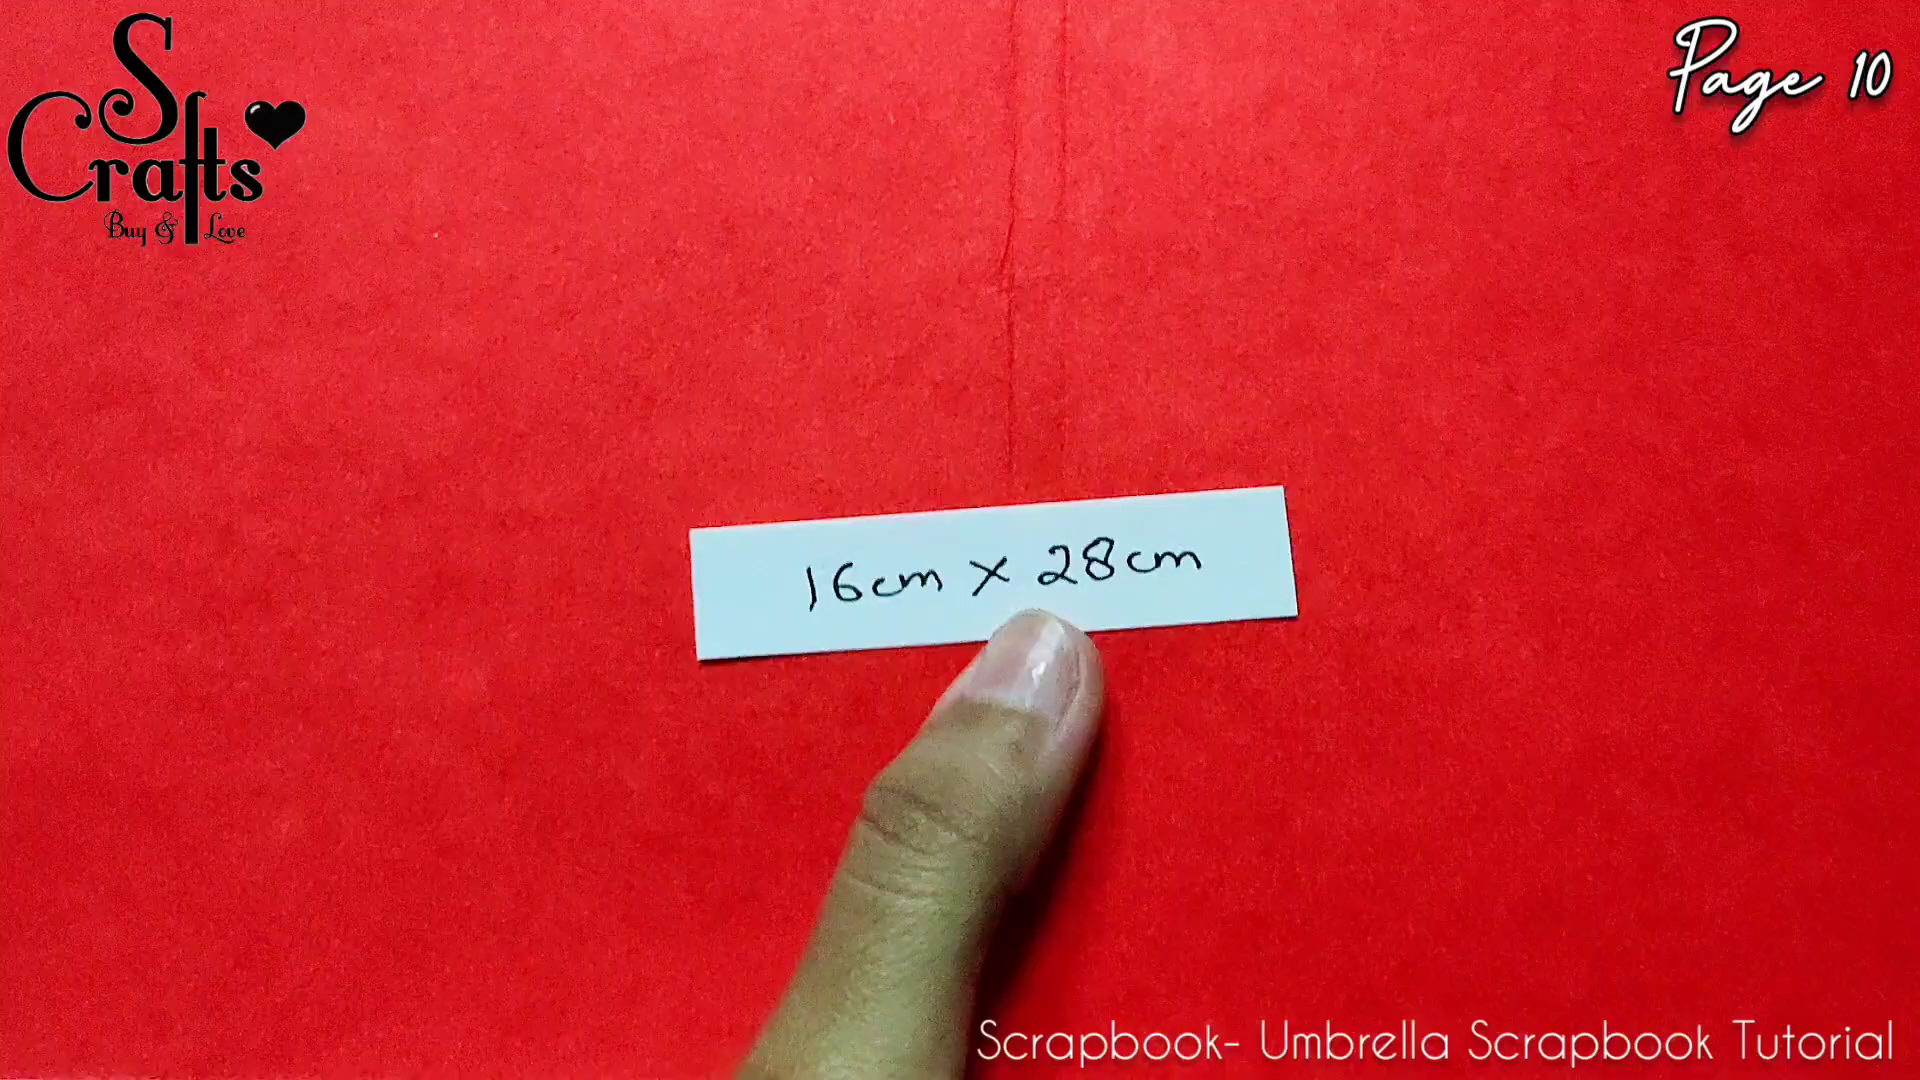 S
Crafts
Buy & Love
Page 10
16cm x 28cm
Scrapbook- Umbrella Scrapbook Tutorial